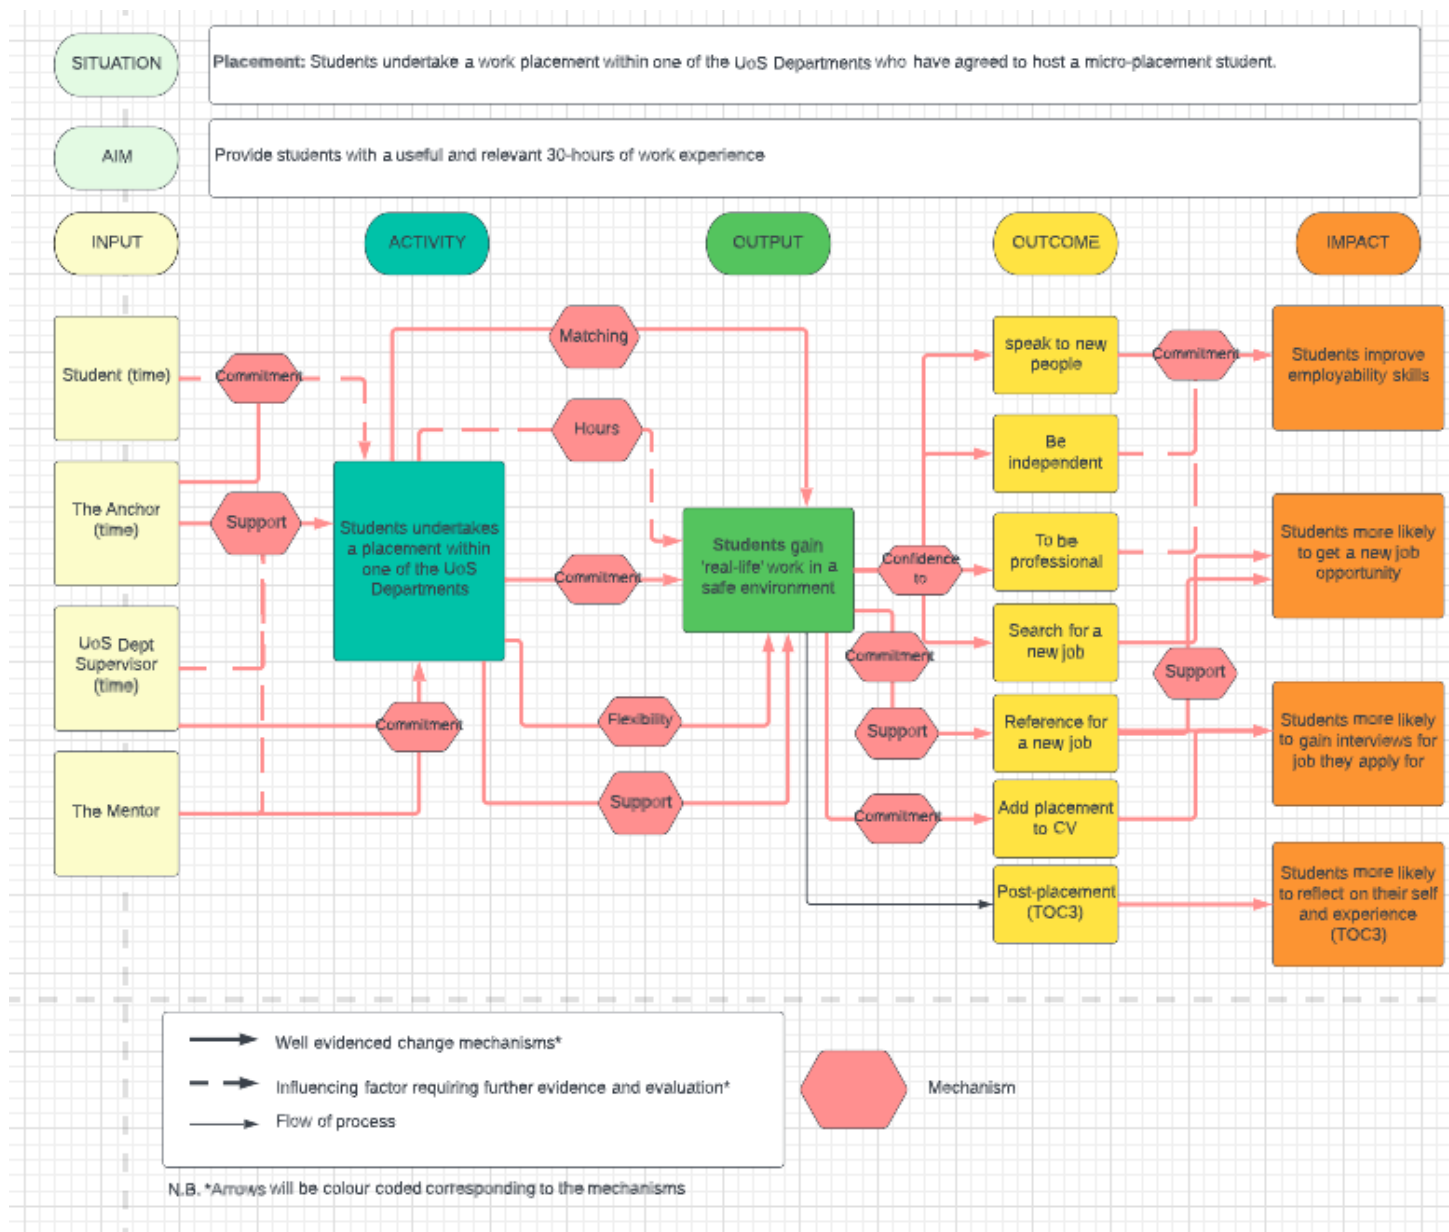 SITUATION
Placement: Students undertake a work placement within one of the UoS Departments who have agreed to host a micro-placement student.
AIM
Provide students with a useful and relevant 30-hours of work experience
INPUT
ACTIVITY
OUTPUT
OUTCOME
IMPACT
Student (time)
The Anchor
(time)
UoS Dept
Supervisor
(time)
The Mentor
Commitment
Support
Commitment
Students undertakes
a placement within
one of the UoS
Departments
Matching
Hours
Commitment
Flexibility
Support
Students gain
'real-life' work in a
safe environment
Confidence
to
Commitment
Support
Commitment
speak to new
people
Be
independent
To be
professional
Search for a
new job
Reference for
a new job
Add placement
to CV
Post-placement
(TOC3)
Commitment
Support
Students improve
employability skills
Students more likely
to get a new job
opportunity
Students more likely
to gain interviews for
job they apply for
Students more likely
to reflect on their self
and experience
(TOC3)
Well evidenced change mechanisms*
Influencing factor requiring further evidence and evaluation*
Flow of process
Mechanism
N.B. *Arrows will be colour coded corresponding to the mechanisms